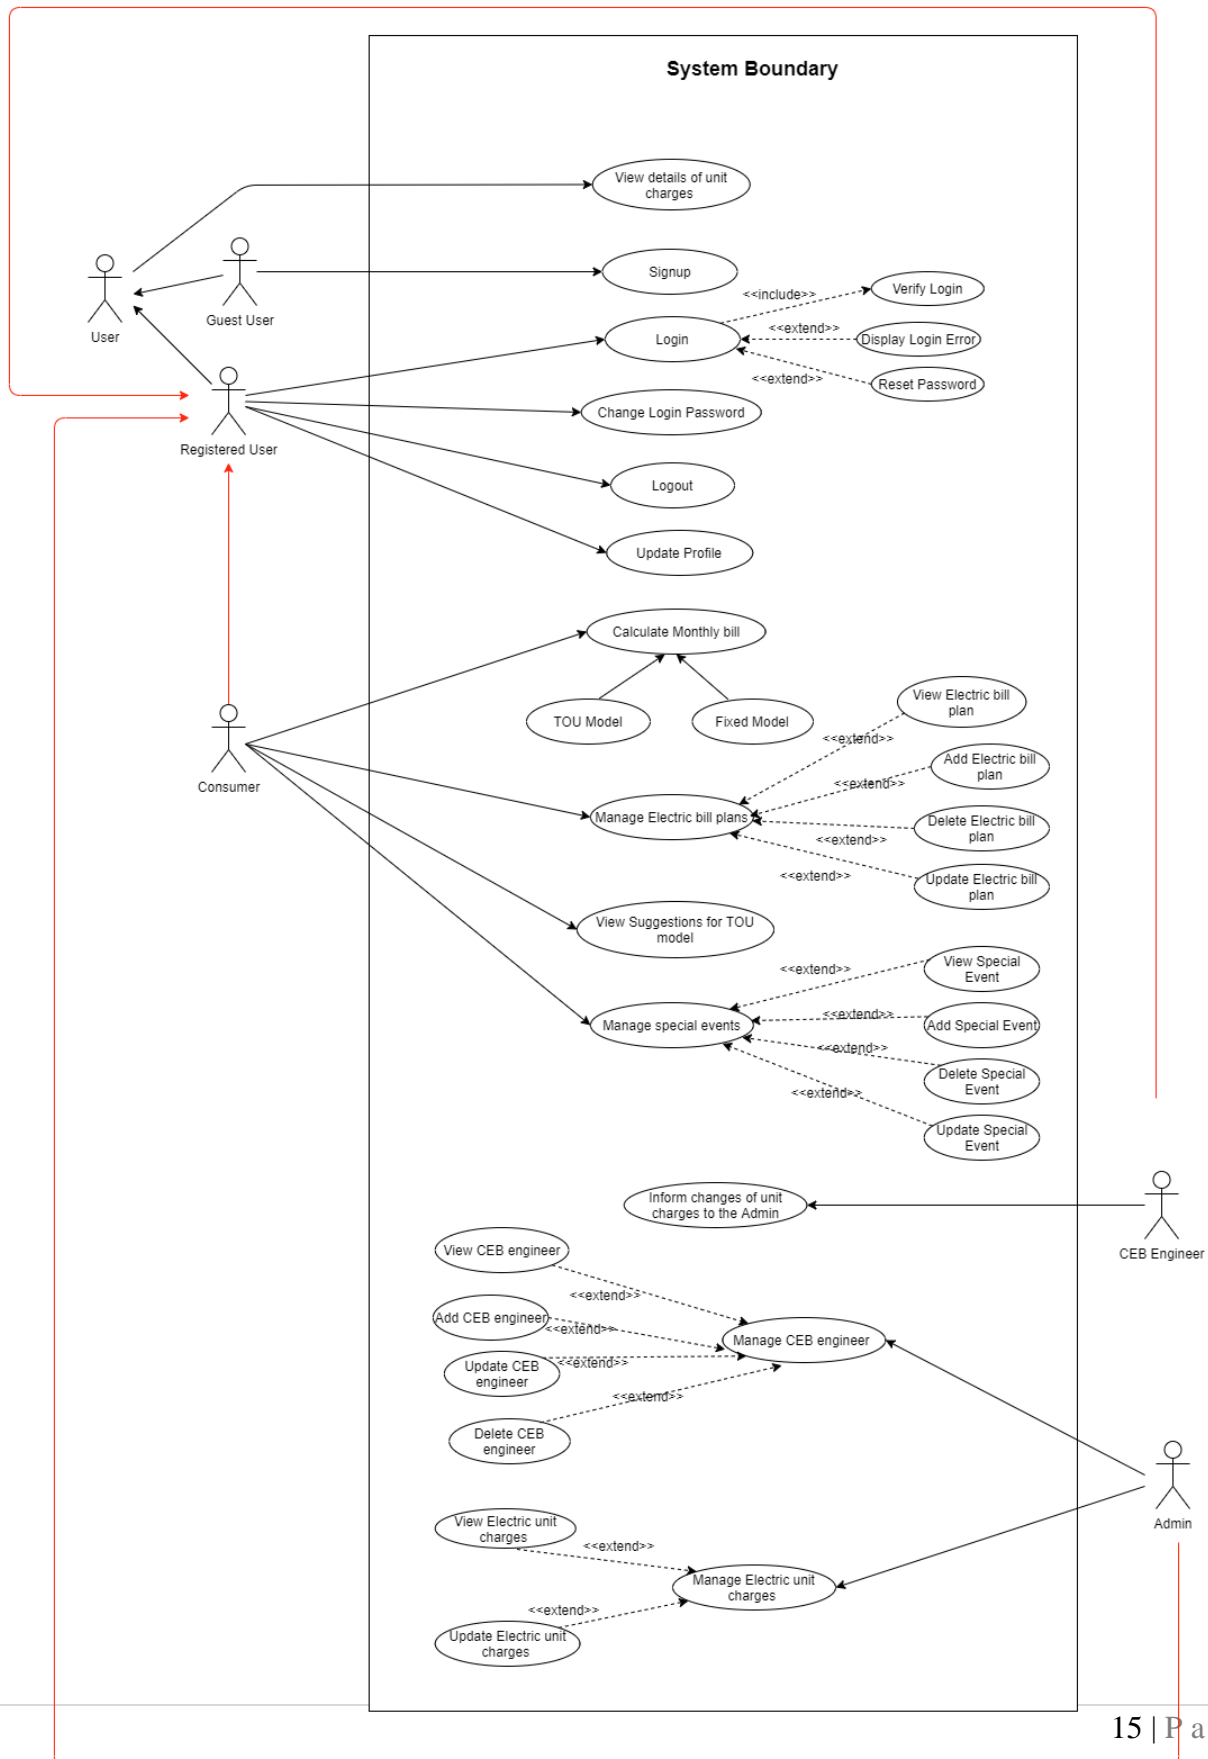 System Boundary
View details of unit
charges
Signup
Guest User
User
<<include>>
Verify Login
Login
<<extend>>
Display Login Error
<<extend>>
Reset Password
Change Login Password
Registered User
Logout
Update Profile
Calculate Monthly bill
TOU Model
Fixed Model
View Electric bill
plan
<<extend>>
Add Electric bill
plan
<<extend>>
Consumer
Manage Electric bill plans
Delete Electric bill
plan
<<extend>>
<<extend>>
Update Electric bill
plan
View Suggestions for TOU
model
View Special
Event
<<extend>>
Manage special events
<<extend>>
Add Special Event
<<extend>>
Delete Special
Event
<<extend>>
Update Special
Event
Inform changes of unit
charges to the Admin
CEB Engineer
View CEB engineer
<<extend>>
Add CEB engineer
<<extend>>
Manage CEB engineer
Update CEB
engineer
<<extend>>
<<extend>>
Delete CEB
engineer
Admin
View Electric unit
charges
<<extend>>
Manage Electric unit
charges
<<extend>>
Update Electric unit
charges
15 | P a